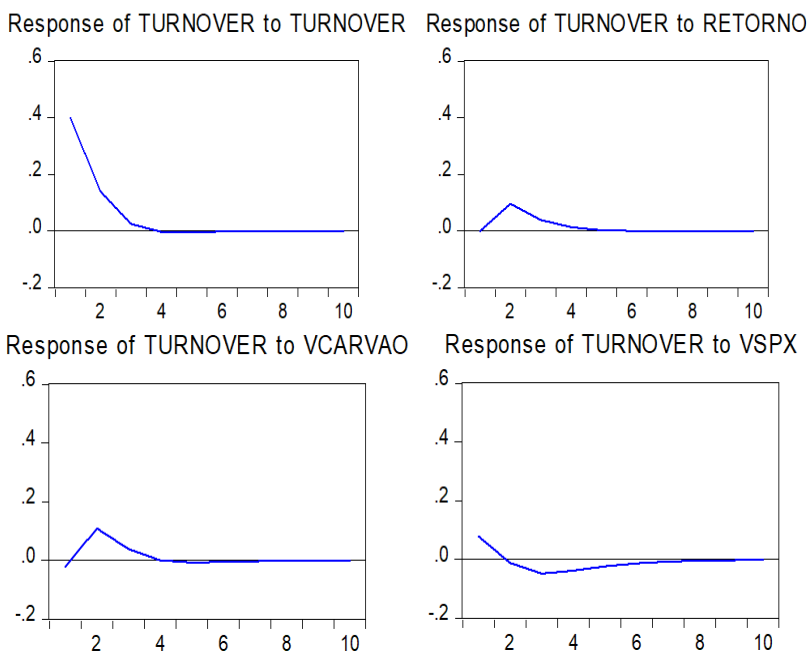 Response of TURNOVER to TURNOVER
.6
.4
.2
.0
-.2
2 4 6 8 10
Response of TURNOVER to RETORNO
.6
.4
.2
.0
-.2
2 4 6 8 10
Response of TURNOVER to VCARVAO
.6
.4
.2
.0
-.2
2 4 6 8 10
Response of TURNOVER to VSPX
.6
.4
.2
.0
-.2
2 4 6 8 10